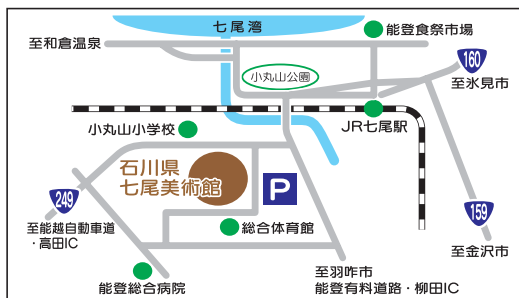 七尾湾
能登食祭市場
至和倉温泉
160
小丸山公園
至氷見市
小丸山小学校
JR七尾駅
石川県
七尾美術館
P
249
159
至能越自動車道
・高田IC
総合体育館
至金沢市
至羽咋市
能登有料道路・柳田IC
能登総合病院